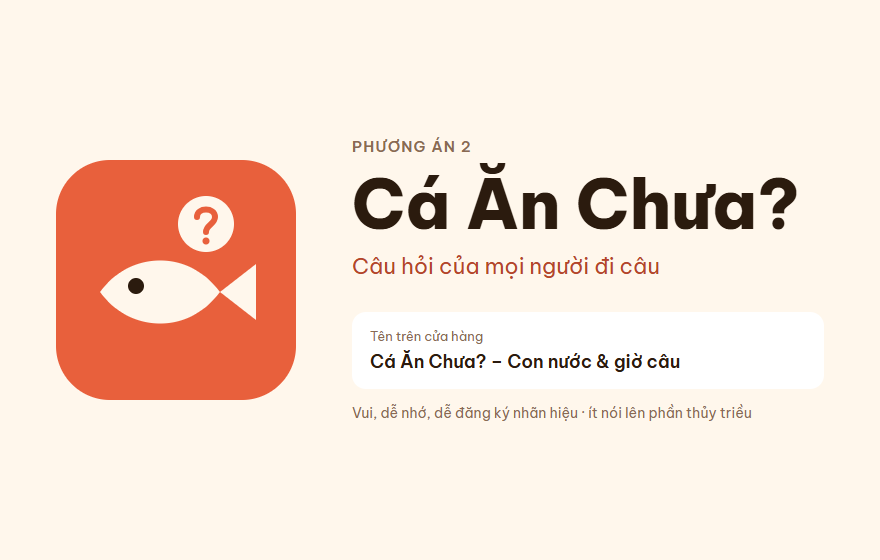 ?
PHƯƠNG ÁN 2
Cá Ăn Chưa?
Câu hỏi của mọi người đi câu
Tên trên cửa hàng
Cá Ăn Chưa? – Con nước & giờ câu
Vui, dễ nhớ, dễ đăng ký nhãn hiệu · ít nói lên phần thủy triều